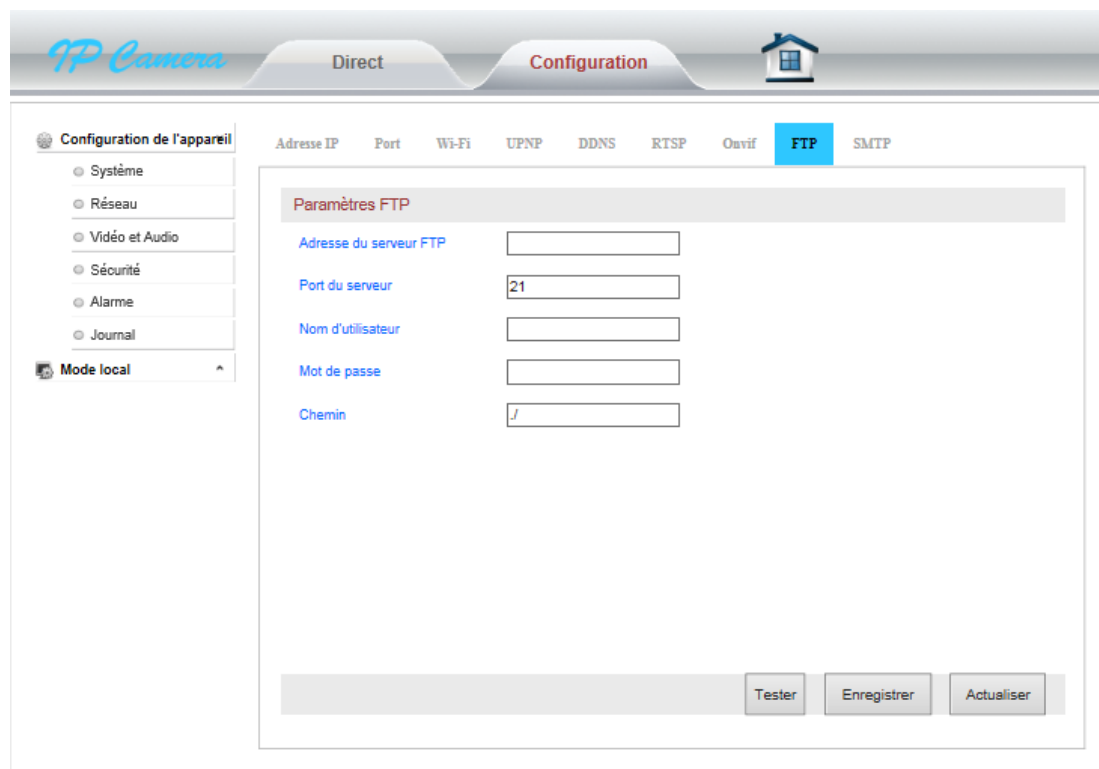 IP Camera
Direct
Configuration
Configuration de l'appareil
Système
Réseau
Vidéo et Audio
Sécurité
Alarme
Journal
Mode local
Adresse IP Port Wi-Fi UPNP DDNS RTSP Onvif FTP SMTP
Paramètres FTP
Adresse du serveur FTP
Port du serveur 21
Nom d'utilisateur
Mot de passe
Chemin ./
Tester Enregistrer Actualiser